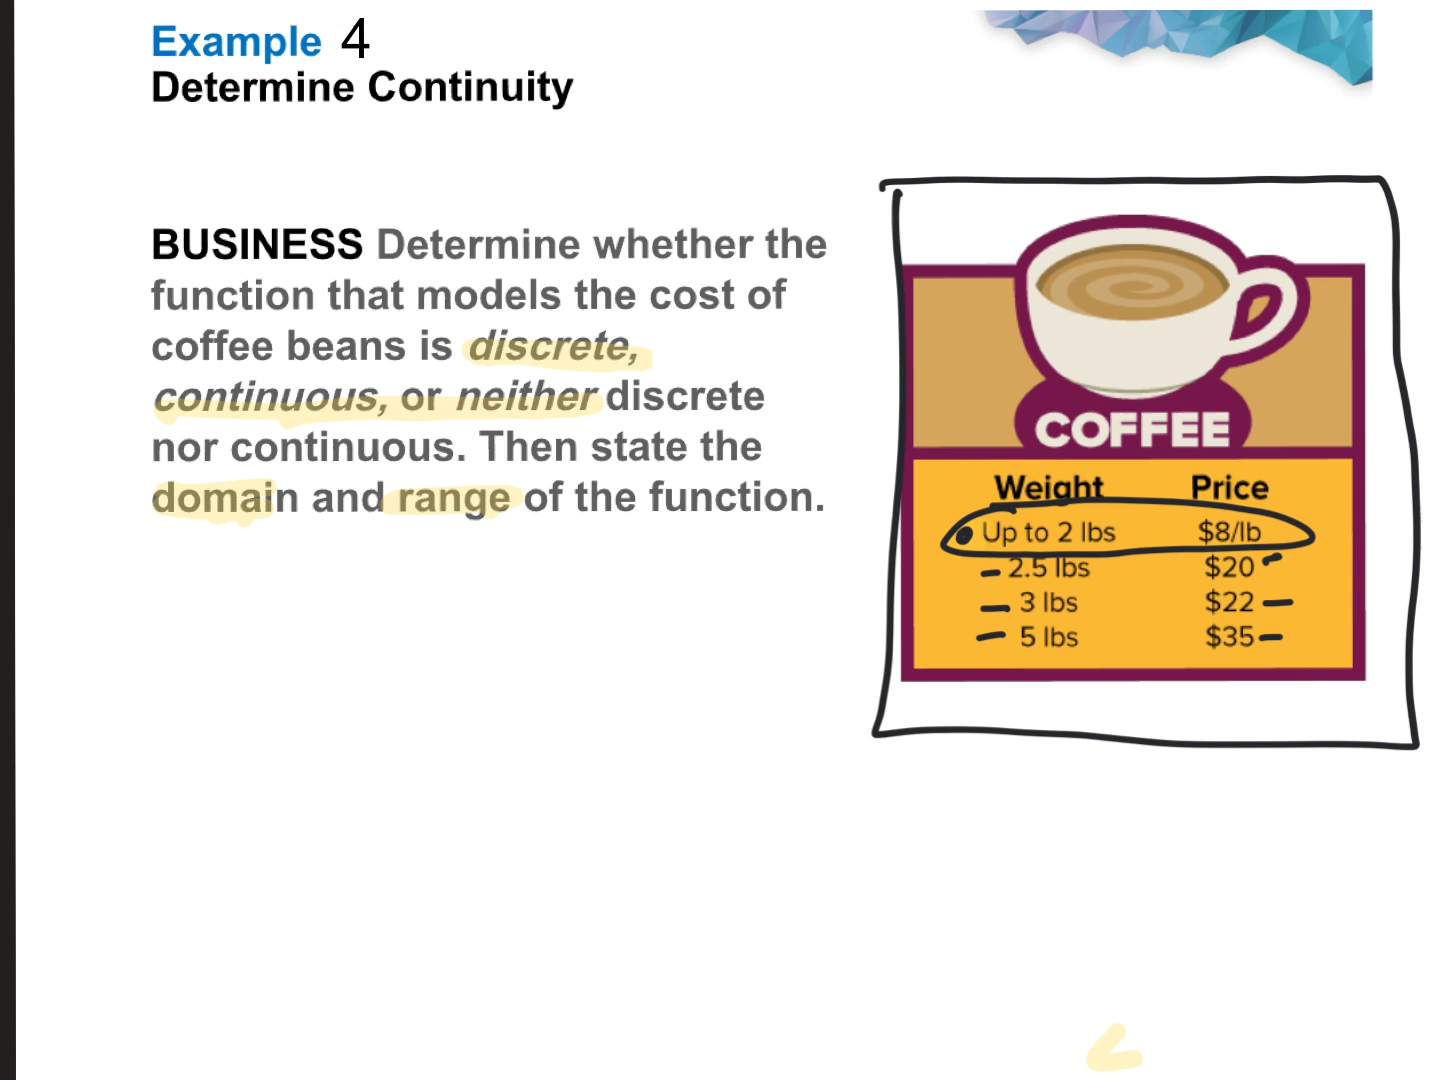 Example 4
Determine Continuity
BUSINESS Determine whether the
function that models the cost of
coffee beans is discrete,
continuous, or neither discrete
nor continuous. Then state the
domain and range of the function.
COFFEE
Weight Price
Up to 2 lbs $8/lb
2.5 lbs $20
3 lbs $22
5 lbs $35